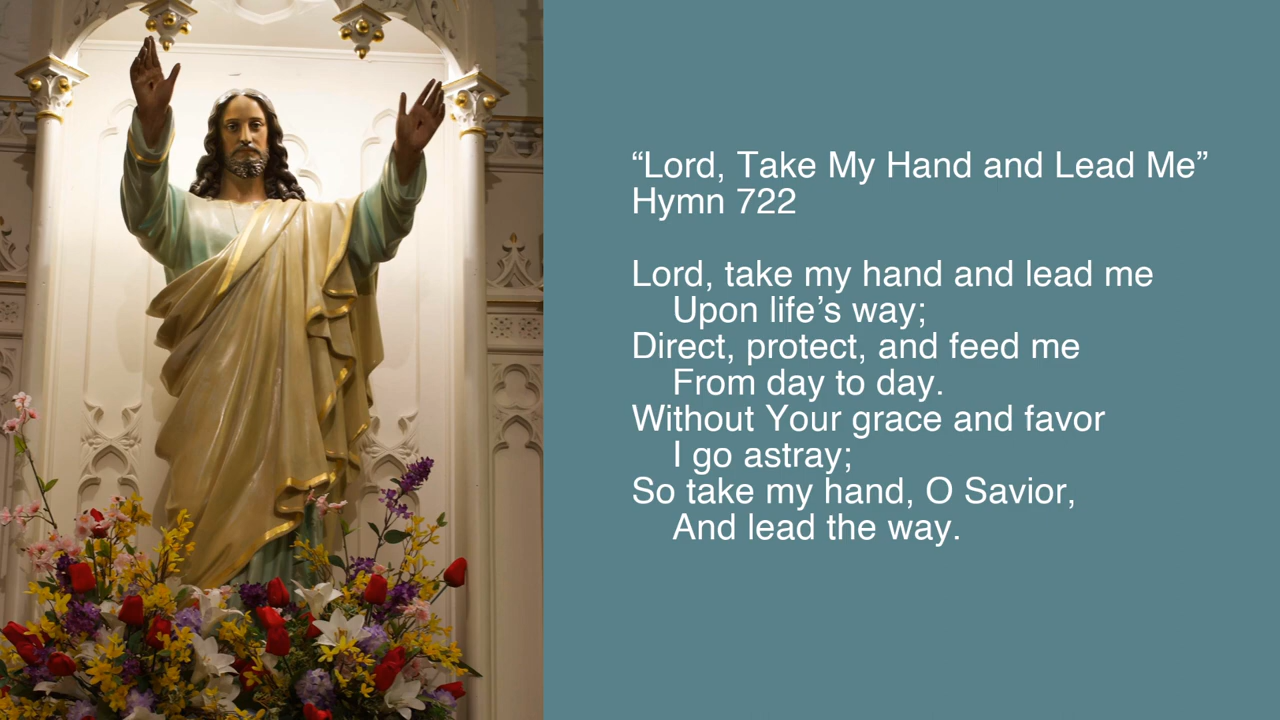 “Lord, Take My Hand and Lead Me”
Hymn 722
Lord, take my hand and lead me
Upon life’s way;
Direct, protect, and feed me
From day to day.
Without Your grace and favor
I go astray;
So take my hand, O Savior,
And lead the way.